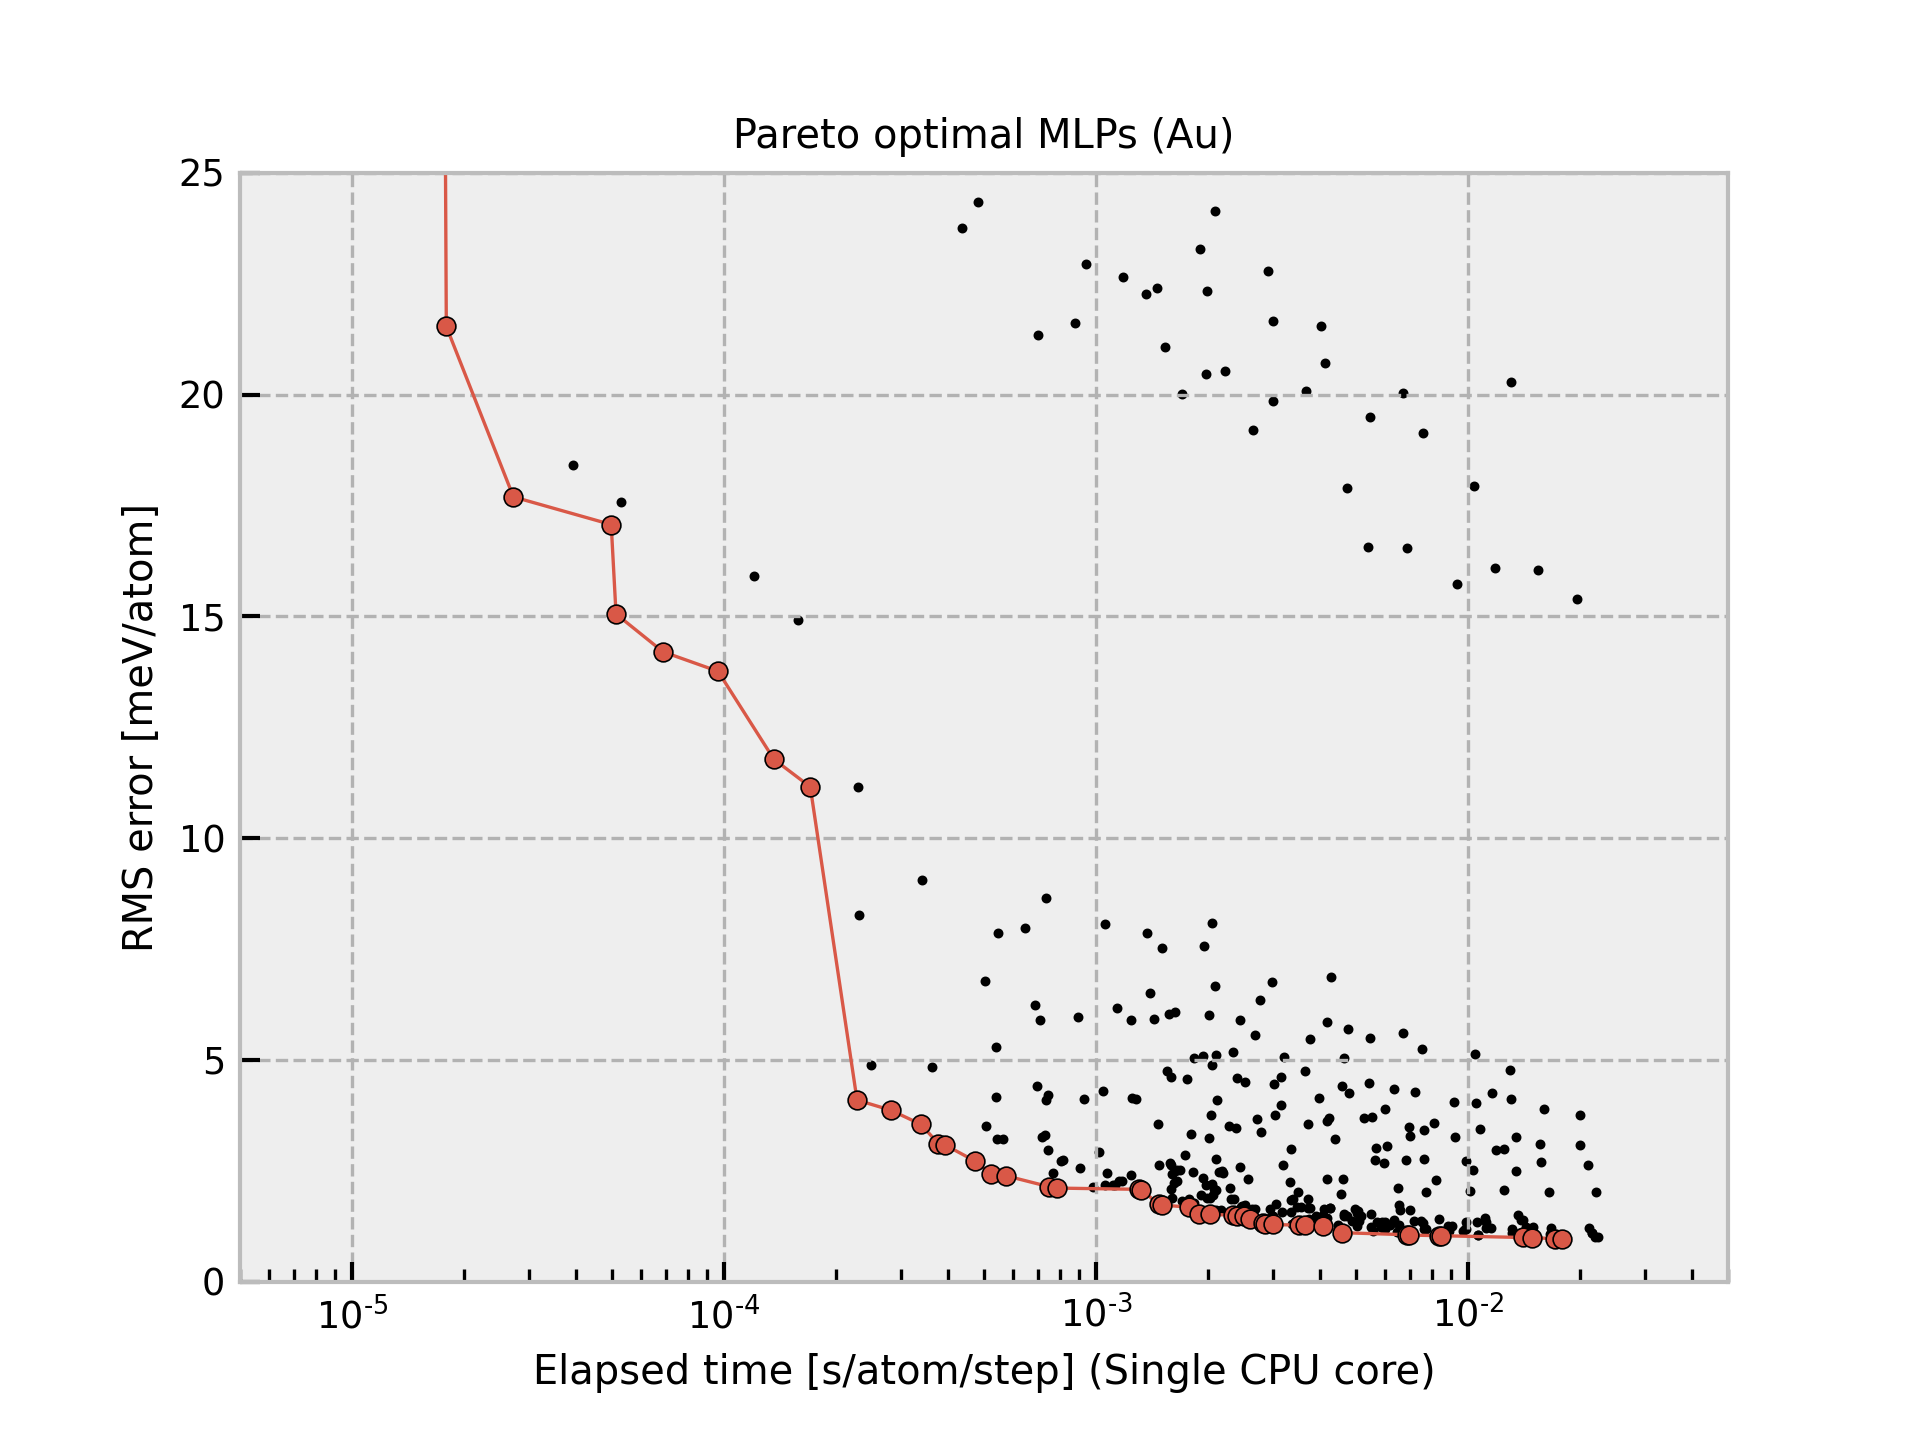 Pareto optimal MLPs (Au)
25
20
15
10
5
0
RMS error [meV/atom]
10-5 10-4 10-3 10-2
Elapsed time [s/atom/step] (Single CPU core)